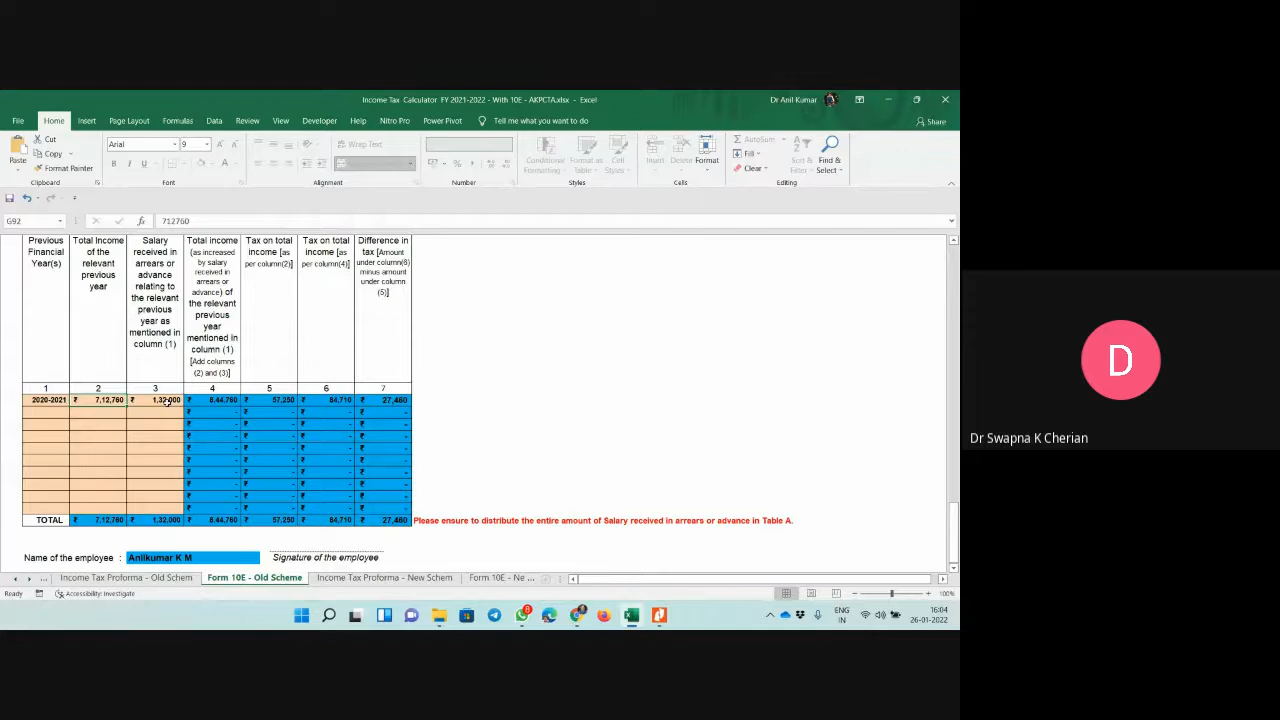 Income Tax Calculator FY 2021-2022 - With 10E - AKPCTA.xlsx - Excel
Dr Anil Kumar
File Home Insert Page Layout Formulas Data Review View Developer Help Nitro Pro Power Pivot Tell me what you want to do
Share
Paste
Cut
Copy
Format Painter
Clipboard
Arial 9
Font
Wrap Text
Alignment
Number
Conditional Formatting
Format as Table
Cell Styles
Styles
Insert Delete Format
Cells
AutoSum
Fill
Clear
Sort & Filter
Find & Select
Editing
G92 712760
Previous Financial Year(s)
Total Income of the relevant previous year
Salary received in arrears or advance relating to the relevant previous year as mentioned in column (1)
Total income (as increased by salary received in arrears or advance) of the relevant previous year mentioned in column (1) [Add columns (2) and (3)]
Tax on total income [as per column(2)]
Tax on total income [as per column(4)]
Difference in tax [Amount under column(6) minus amount under column (5)]
1 2 3 4 5 6 7
2020-2021 ₹ 7,12,760 ₹ 1,32,000 ₹ 8,44,760 ₹ 57,250 ₹ 84,710 ₹ 27,460
₹ - ₹ - ₹ - ₹ -
₹ - ₹ - ₹ - ₹ -
₹ - ₹ - ₹ - ₹ -
₹ - ₹ - ₹ - ₹ -
₹ - ₹ - ₹ - ₹ -
₹ - ₹ - ₹ - ₹ -
₹ - ₹ - ₹ - ₹ -
₹ - ₹ - ₹ - ₹ -
₹ - ₹ - ₹ - ₹ -
TOTAL ₹ 7,12,760 ₹ 1,32,000 ₹ 8,44,760 ₹ 57,250 ₹ 84,710 ₹ 27,460
Please ensure to distribute the entire amount of Salary received in arrears or advance in Table A.
Name of the employee : Anilkumar K M Signature of the employee
... Income Tax Proforma - Old Schem Form 10E - Old Scheme Income Tax Proforma - New Schem Form 10E - Ne ...
Ready Accessibility: Investigate 100%
8
ENG
IN
16:04
26-01-2022
D
Dr Swapna K Cherian